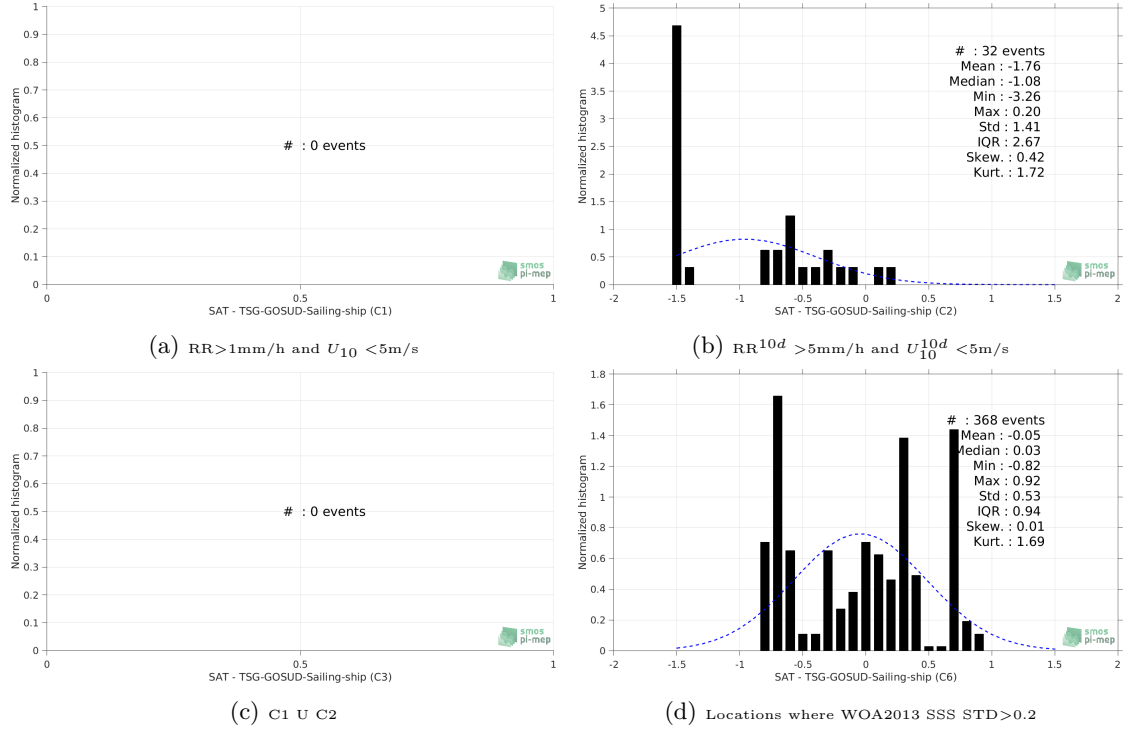 1
0.9
0.8
0.7
0.6
0.5
0.4
0.3
0.2
0.1
0
Normalized histogram
# : 0 events
smos
pi-mep
0
0.5
1
SAT - TSG-GOSUD-Sailing-ship (C1)
(a) RR>1mm/h and U10 <5m/s
5
4.5
4
3.5
3
2.5
2
1.5
1
0.5
0
Normalized histogram
# : 32 events
Mean : -1.76
Median : -1.08
Min : -3.26
Max : 0.20
Std : 1.41
IQR : 2.67
Skew. : 0.42
Kurt. : 1.72
smos
pi-mep
-2
-1.5
-1
-0.5
0
0.5
1
1.5
2
SAT - TSG-GOSUD-Sailing-ship (C2)
(b) RR^10d >5mm/h and U10^10d <5m/s
1
0.9
0.8
0.7
0.6
0.5
0.4
0.3
0.2
0.1
0
Normalized histogram
# : 0 events
smos
pi-mep
0
0.5
1
SAT - TSG-GOSUD-Sailing-ship (C3)
(c) C1 U C2
1.8
1.6
1.4
1.2
1
0.8
0.6
0.4
0.2
0
Normalized histogram
# : 368 events
Mean : -0.05
Median : 0.03
Min : -0.82
Max : 0.92
Std : 0.53
IQR : 0.94
Skew. : 0.01
Kurt. : 1.69
smos
pi-mep
-2
-1.5
-1
-0.5
0
0.5
1
1.5
2
SAT - TSG-GOSUD-Sailing-ship (C6)
(d) Locations where WOA2013 SSS STD>0.2